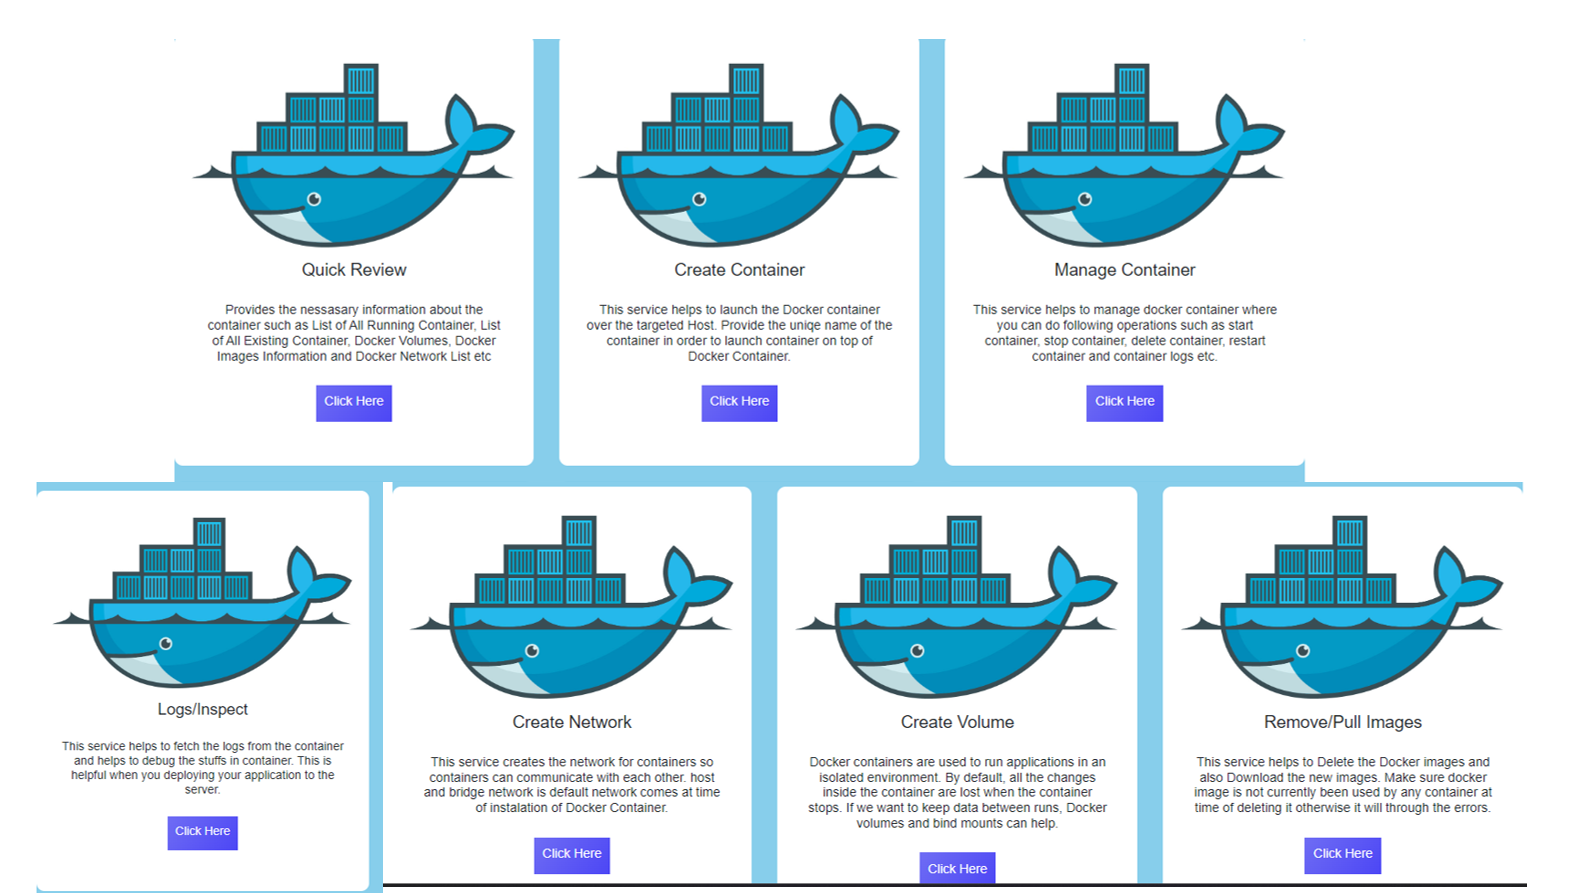 Quick Review
Provides the nessasary information about the
container such as List of All Running Container, List
of All Existing Container, Docker Volumes, Docker
Images Information and Docker Network List etc
Click Here
Create Container
This service helps to launch the Docker container
over the targeted Host. Provide the uniqe name of the
container in order to launch container on top of
Docker Container.
Click Here
Manage Container
This service helps to manage docker container where
you can do following operations such as start
container, stop container, delete container, restart
container and container logs etc.
Click Here
Logs/Inspect
This service helps to fetch the logs from the container
and helps to debug the stuffs in container. This is
helpful when you deploying your application to the
server.
Click Here
Create Network
This service creates the network for containers so
containers can communicate with each other. host
and bridge network is default network comes at time
of instalation of Docker Container.
Click Here
Create Volume
Docker containers are used to run applications in an
isolated environment. By default, all the changes
inside the container are lost when the container
stops. If we want to keep data between runs, Docker
volumes and bind mounts can help.
Click Here
Remove/Pull Images
This service helps to Delete the Docker images and
also Download the new images. Make sure docker
image is not currently been used by any container at
time of deleting it otherwise it will through the errors.
Click Here